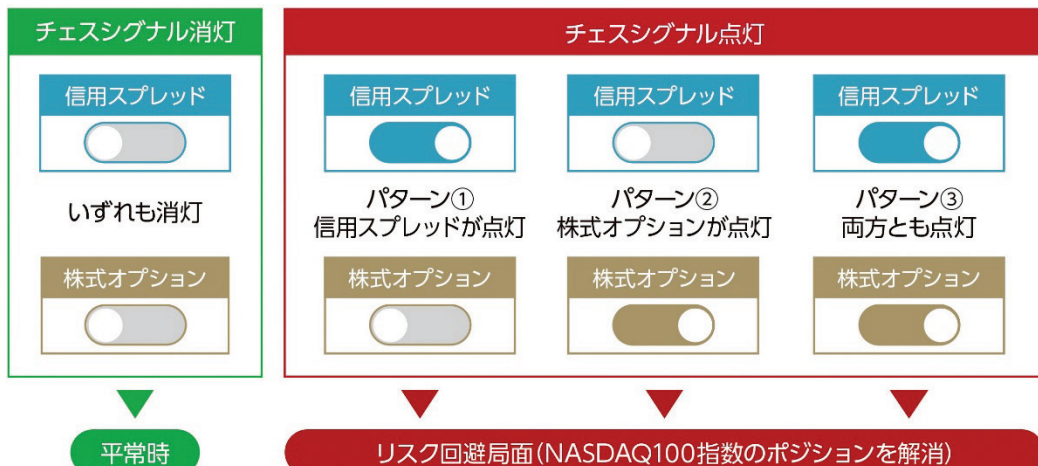 チェスシグナル消灯
信用スプレッド
いずれも消灯
株式オプション
平常時
チェスシグナル点灯
信用スプレッド
パターン①
信用スプレッドが点灯
株式オプション
信用スプレッド
パターン②
株式オプションが点灯
株式オプション
信用スプレッド
パターン③
両方とも点灯
株式オプション
リスク回避局面(NASDAQ100指数のポジションを解消)